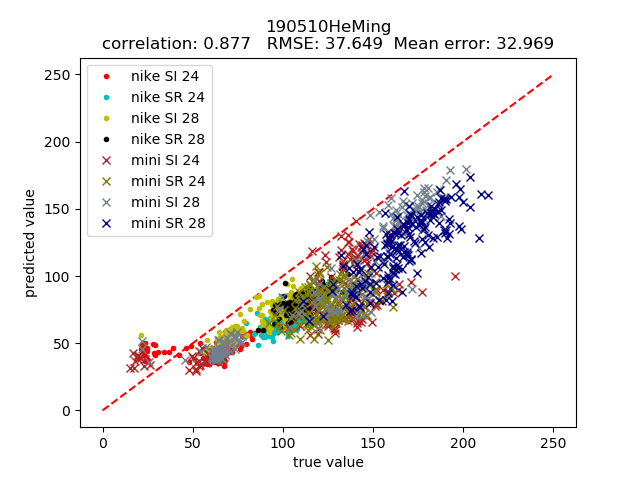 190510HeMing
correlation: 0.877   RMSE: 37.649  Mean error: 32.969
nike SI 24
nike SR 24
nike SI 28
nike SR 28
mini SI 24
mini SR 24
mini SI 28
mini SR 28
predicted value
250
200
150
100
50
0
0 50 100 150 200 250
true value